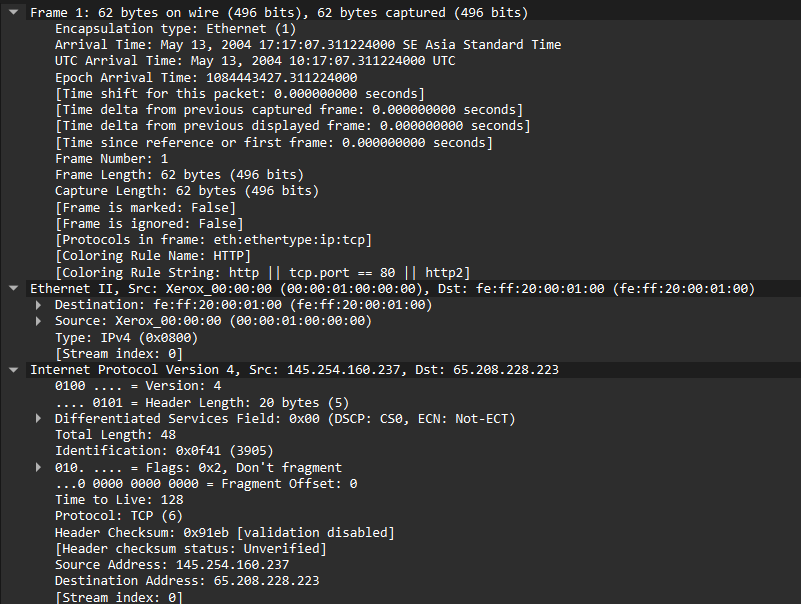 Frame 1: 62 bytes on wire (496 bits), 62 bytes captured (496 bits)
Encapsulation type: Ethernet (1)
Arrival Time: May 13, 2004 17:17:07.311224000 SE Asia Standard Time
UTC Arrival Time: May 13, 2004 10:17:07.311224000 UTC
Epoch Arrival Time: 1084443427.311224000
[Time shift for this packet: 0.000000000 seconds]
[Time delta from previous captured frame: 0.000000000 seconds]
[Time delta from previous displayed frame: 0.000000000 seconds]
[Time since reference or first frame: 0.000000000 seconds]
Frame Number: 1
Frame Length: 62 bytes (496 bits)
Capture Length: 62 bytes (496 bits)
[Frame is marked: False]
[Frame is ignored: False]
[Protocols in frame: eth:ethertype:ip:tcp]
[Coloring Rule Name: HTTP]
[Coloring Rule String: http || tcp.port == 80 || http2]
Ethernet II, Src: Xerox_00:00:00 (00:00:01:00:00:00), Dst: fe:ff:20:00:01:00 (fe:ff:20:00:01:00)
Destination: fe:ff:20:00:01:00 (fe:ff:20:00:01:00)
Source: Xerox_00:00:00 (00:00:01:00:00:00)
Type: IPv4 (0x0800)
[Stream index: 0]
Internet Protocol Version 4, Src: 145.254.160.237, Dst: 65.208.228.223
0100 .... = Version: 4
.... 0101 = Header Length: 20 bytes (5)
Differentiated Services Field: 0x00 (DSCP: CS0, ECN: Not-ECT)
Total Length: 48
Identification: 0x0f41 (3905)
010. .... = Flags: 0x2, Don't fragment
...0 0000 0000 0000 = Fragment Offset: 0
Time to Live: 128
Protocol: TCP (6)
Header Checksum: 0x91eb [validation disabled]
[Header checksum status: Unverified]
Source Address: 145.254.160.237
Destination Address: 65.208.228.223
[Stream index: 0]